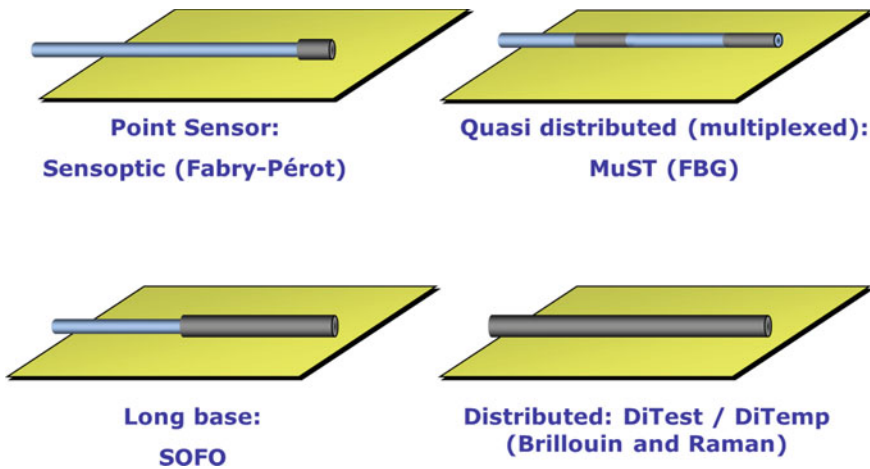 Point Sensor:
Sensoptic (Fabry-Pérot)
Quasi distributed (multiplexed):
MuST (FBG)
Long base:
SOFO
Distributed: DiTest / DiTemp
(Brillouin and Raman)